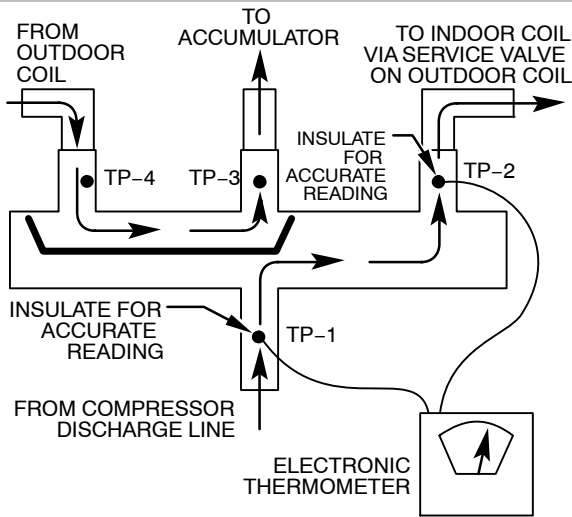 FROM
OUTDOOR
COIL
TO
ACCUMULATOR
TO INDOOR COIL
VIA SERVICE VALVE
ON OUTDOOR COIL
INSULATE
FOR
ACCURATE
READING
TP–4
TP–3
TP–2
INSULATE FOR
ACCURATE
READING
TP–1
FROM COMPRESSOR
DISCHARGE LINE
ELECTRONIC
THERMOMETER